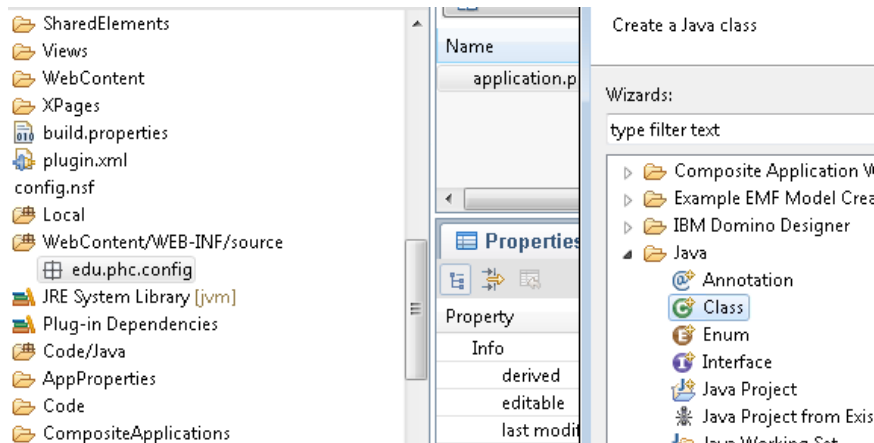 SharedElements
Views
WebContent
XPages
build.properties
plugin.xml
config.nsf
Local
WebContent/WEB-INF/source
edu.phc.config
JRE System Library [jvm]
Plug-in Dependencies
Code/Java
AppProperties
Code
CompositeApplications
Name
application.p
Properties
Property
Info
derived
editable
last modif
Create a Java class
Wizards:
type filter text
Composite Application W
Example EMF Model Crea
IBM Domino Designer
Java
Annotation
Class
Enum
Interface
Java Project
Java Project from Exis
Java Working Set